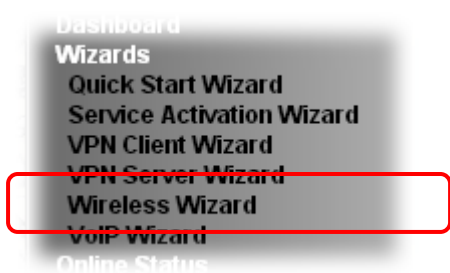 Dashboard
Wizards
Quick Start Wizard
Service Activation Wizard
VPN Client Wizard
VPN Server Wizard
Wireless Wizard
VoIP Wizard
Online Status